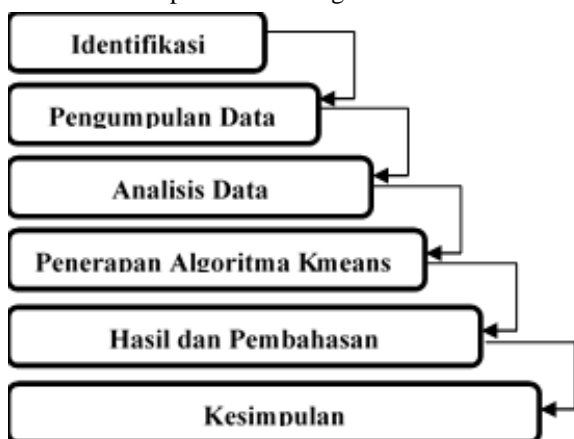 Identifikasi
Pengumpulan Data
Analisis Data
Penerapan Algoritma Kmeans
Hasil dan Pembahasan
Kesimpulan